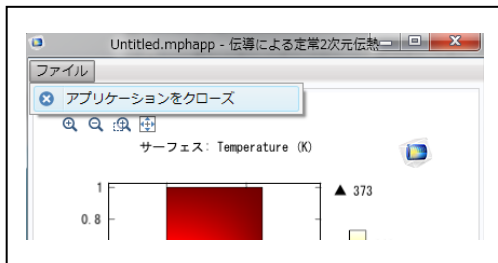 Untitled.mphapp - 伝導による定常2次元伝熱
ファイル
アプリケーションをクローズ
サーフェス: Temperature (K)
1
▲ 373
0.8